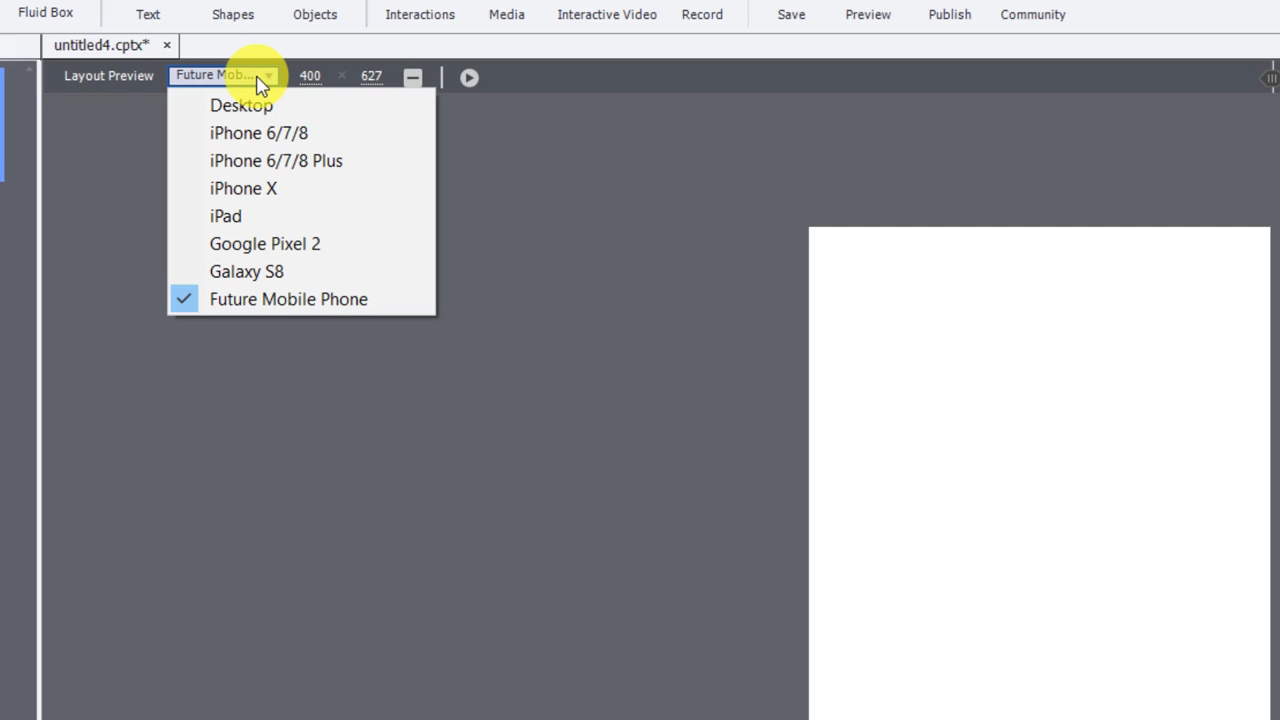 Fluid Box Text Shapes Objects Interactions Media Interactive Video Record Save Preview Publish Community
untitled4.cptx* ×
Layout Preview Future Mob... 400 × 627
Desktop
iPhone 6/7/8
iPhone 6/7/8 Plus
iPhone X
iPad
Google Pixel 2
Galaxy S8
Future Mobile Phone